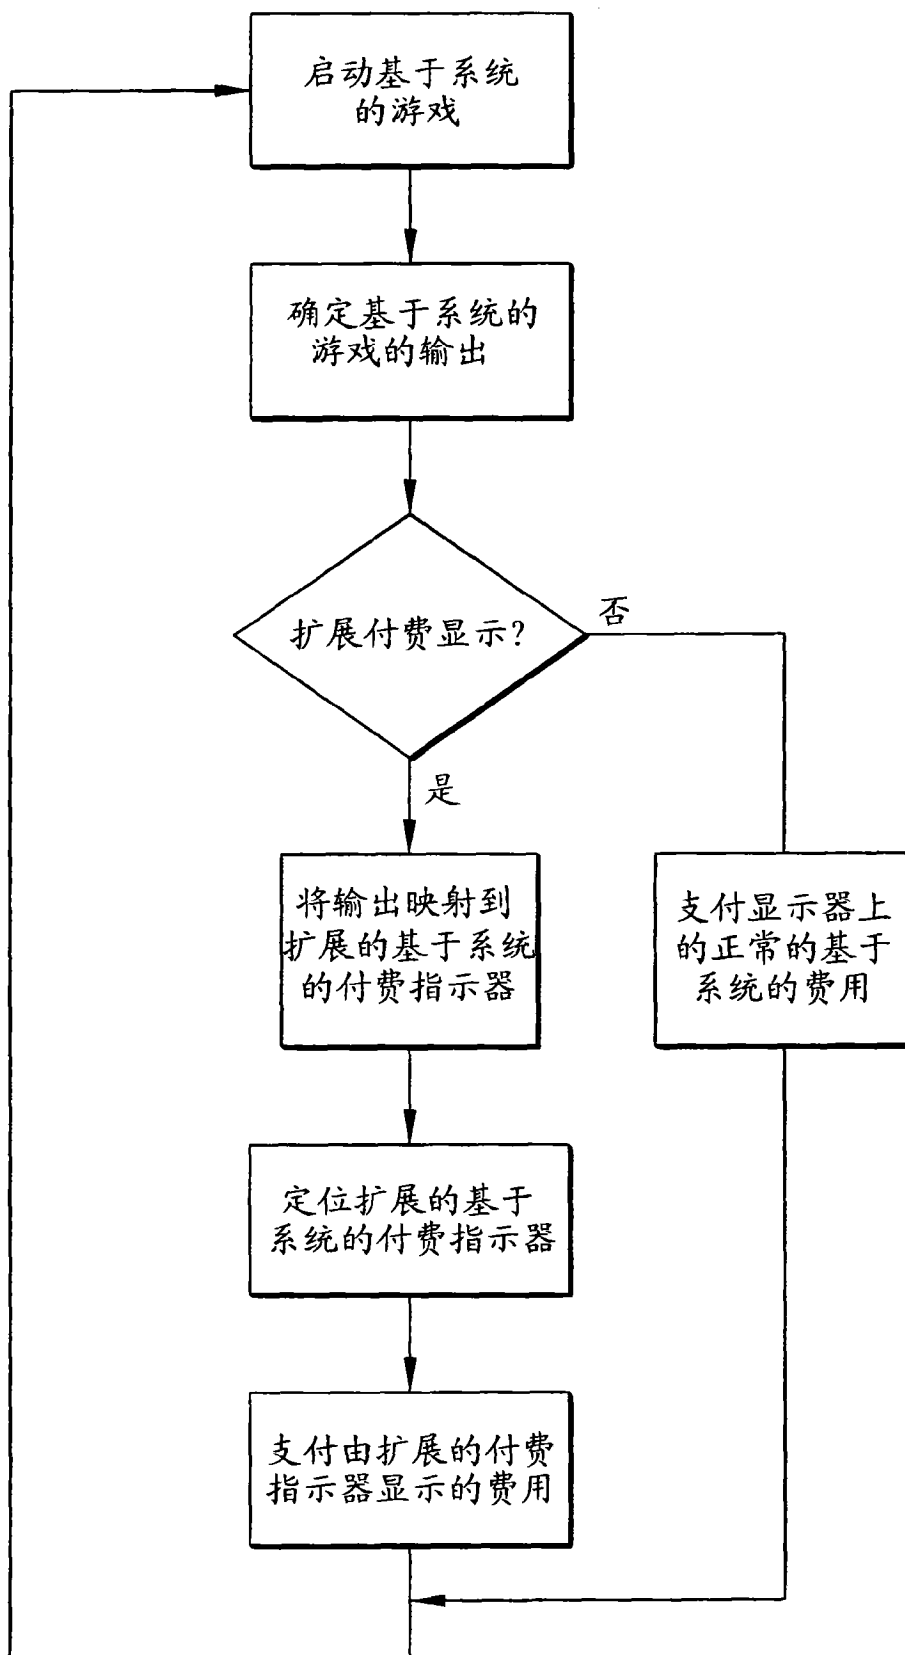 启动基于系统
的游戏
确定基于系统的
游戏的输出
扩展付费显示?
否
是
将输出映射到
扩展的基于系统
的付费指示器
支付显示器上
的正常的基于
系统的费用
定位扩展的基于
系统的付费指示器
支付由扩展的付费
指示器显示的费用